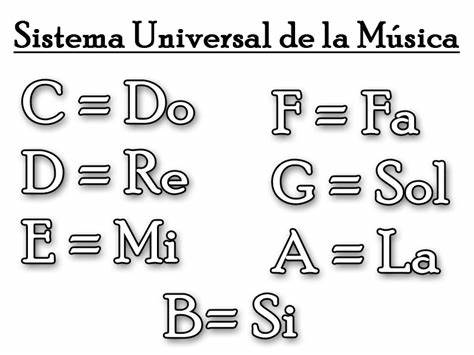 Sistema Universal de la Música
C = Do
D = Re
E = Mi
F = Fa
G = Sol
A = La
B= Si